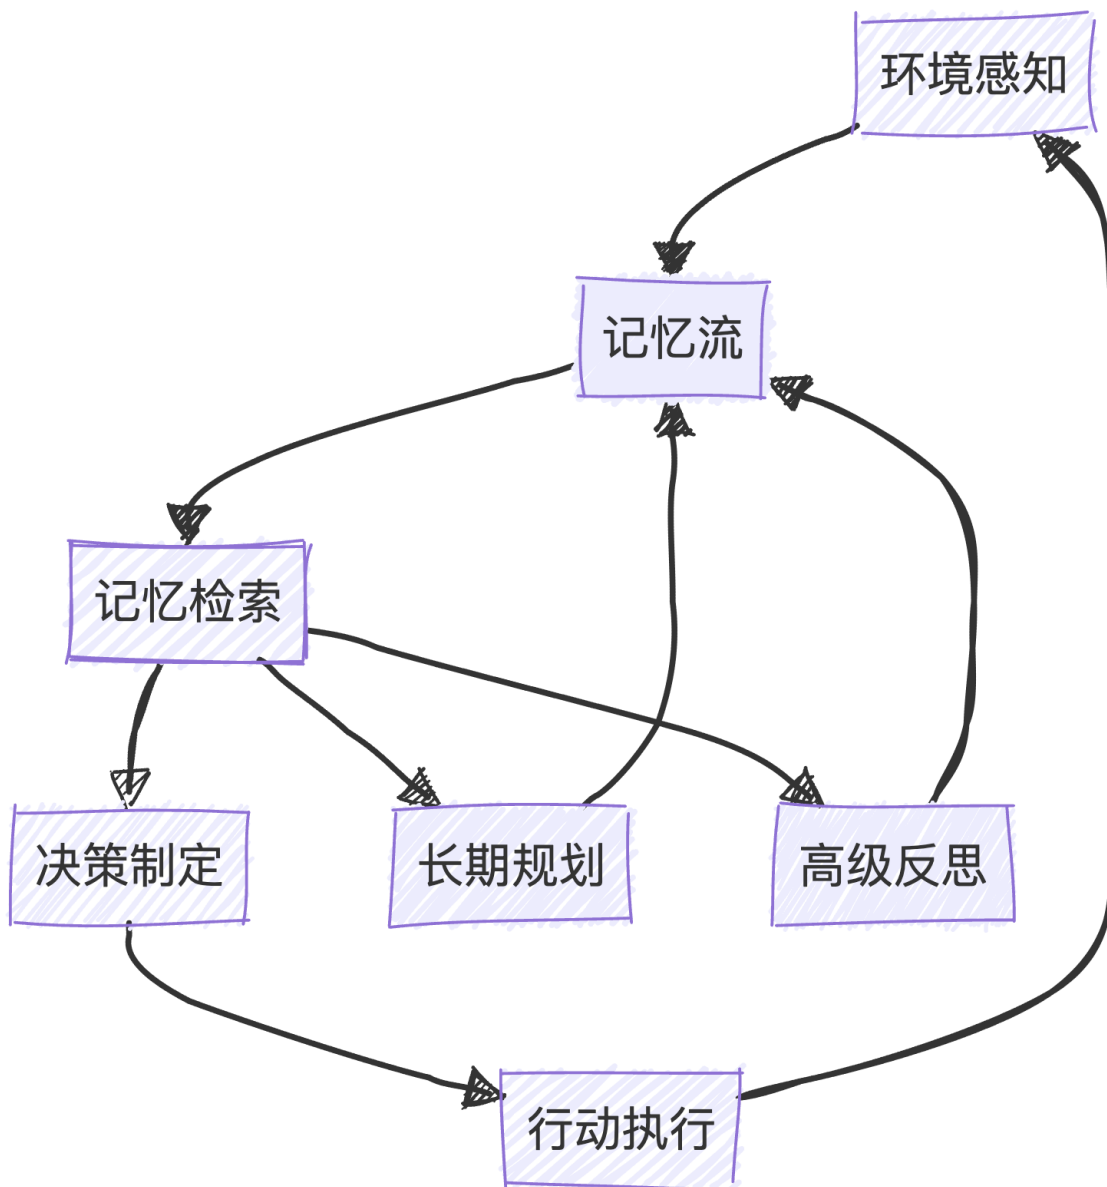 环境感知
记忆流
记忆检索
决策制定
长期规划
高级反思
行动执行